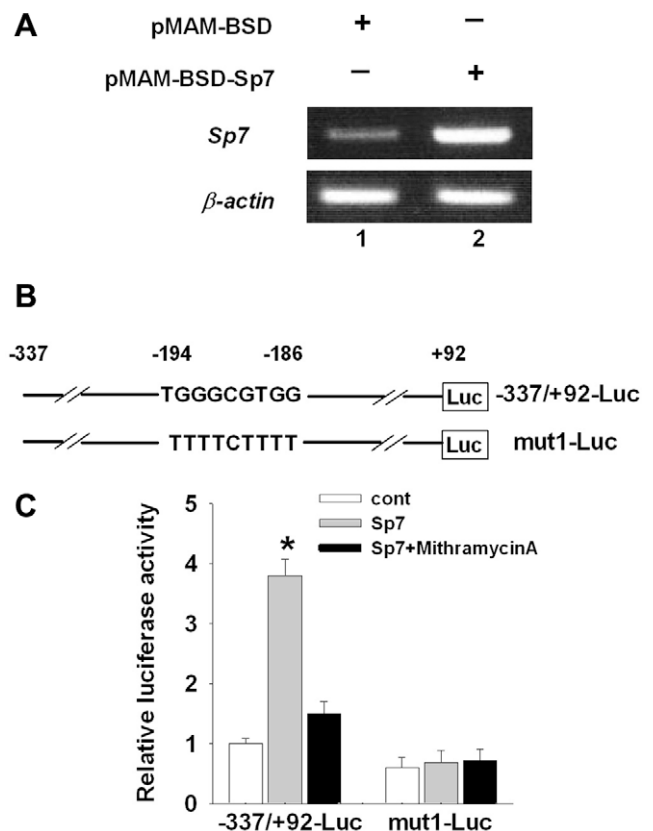 A
pMAM-BSD + –
pMAM-BSD-Sp7 – +
Sp7
β-actin
1 2
B
-337 -194 -186 +92
TGGGCGTGG Luc -337/+92-Luc
TTTTCTTTT Luc mut1-Luc
C
Relative luciferase activity
5
4
3
2
1
0
cont
Sp7
Sp7+MithramycinA
*
-337/+92-Luc mut1-Luc